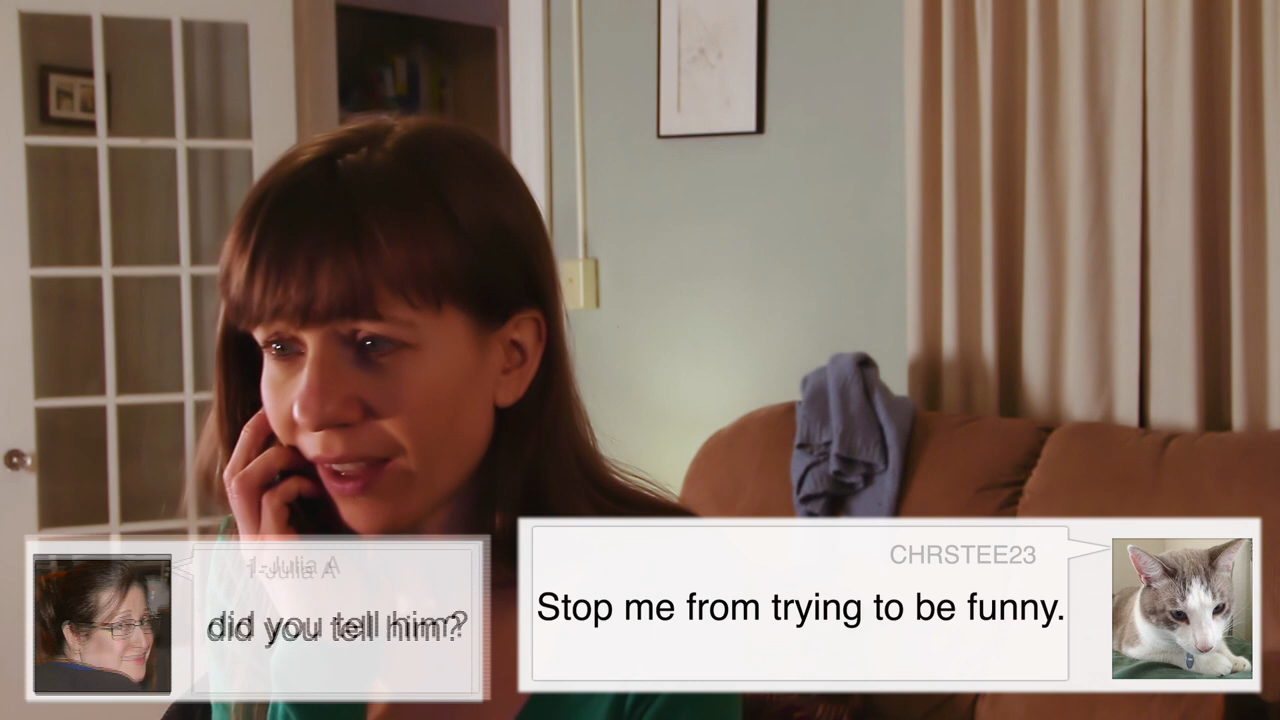 1-Julia A
did you tell him?
CHRSTEE23
Stop me from trying to be funny.